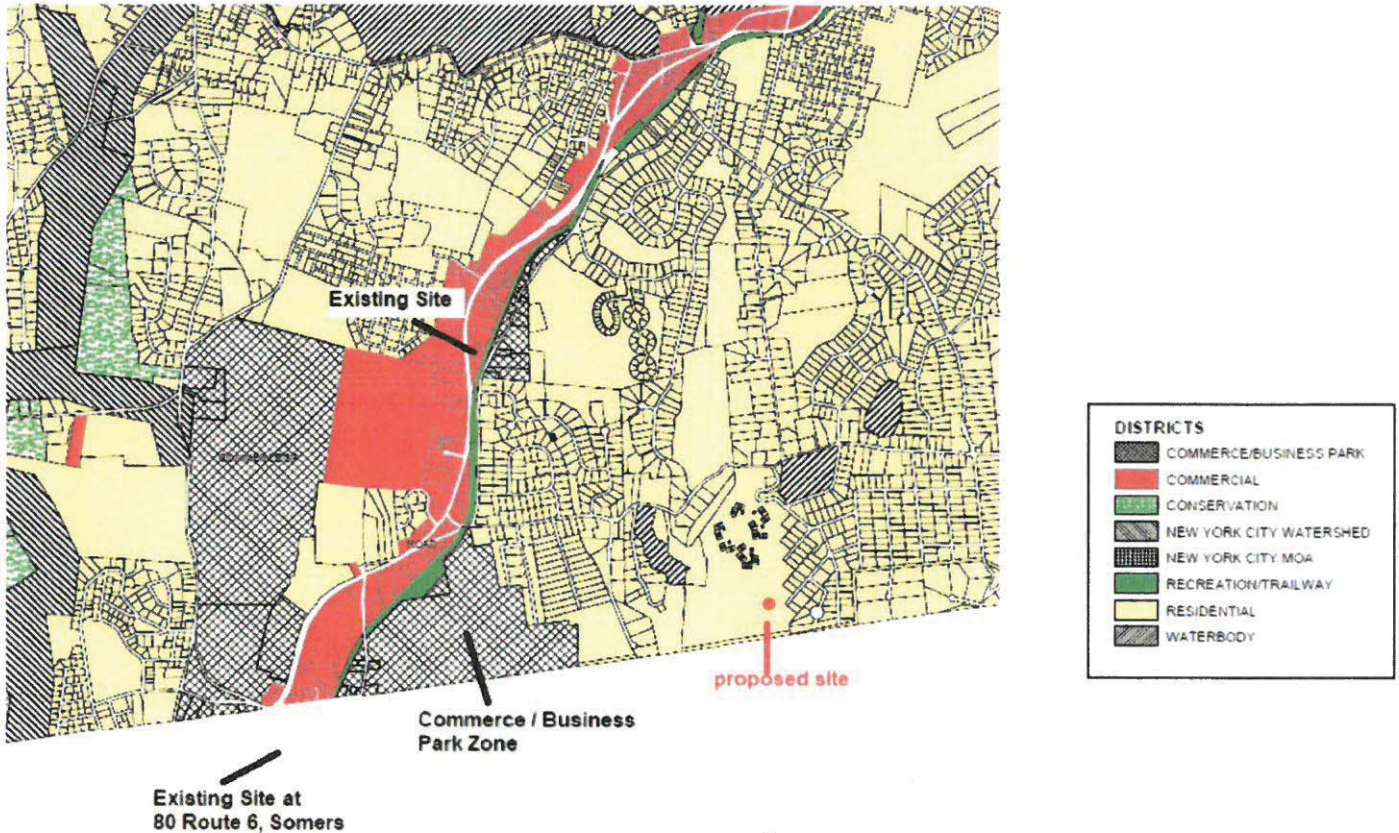 Existing Site
ROAD
proposed site
Commerce / Business
Park Zone
Existing Site at
80 Route 6, Somers
DISTRICTS
COMMERCE/BUSINESS PARK
COMMERCIAL
CONSERVATION
NEW YORK CITY WATERSHED
NEW YORK CITY MOA
RECREATION/TRAILWAY
RESIDENTIAL
WATERBODY